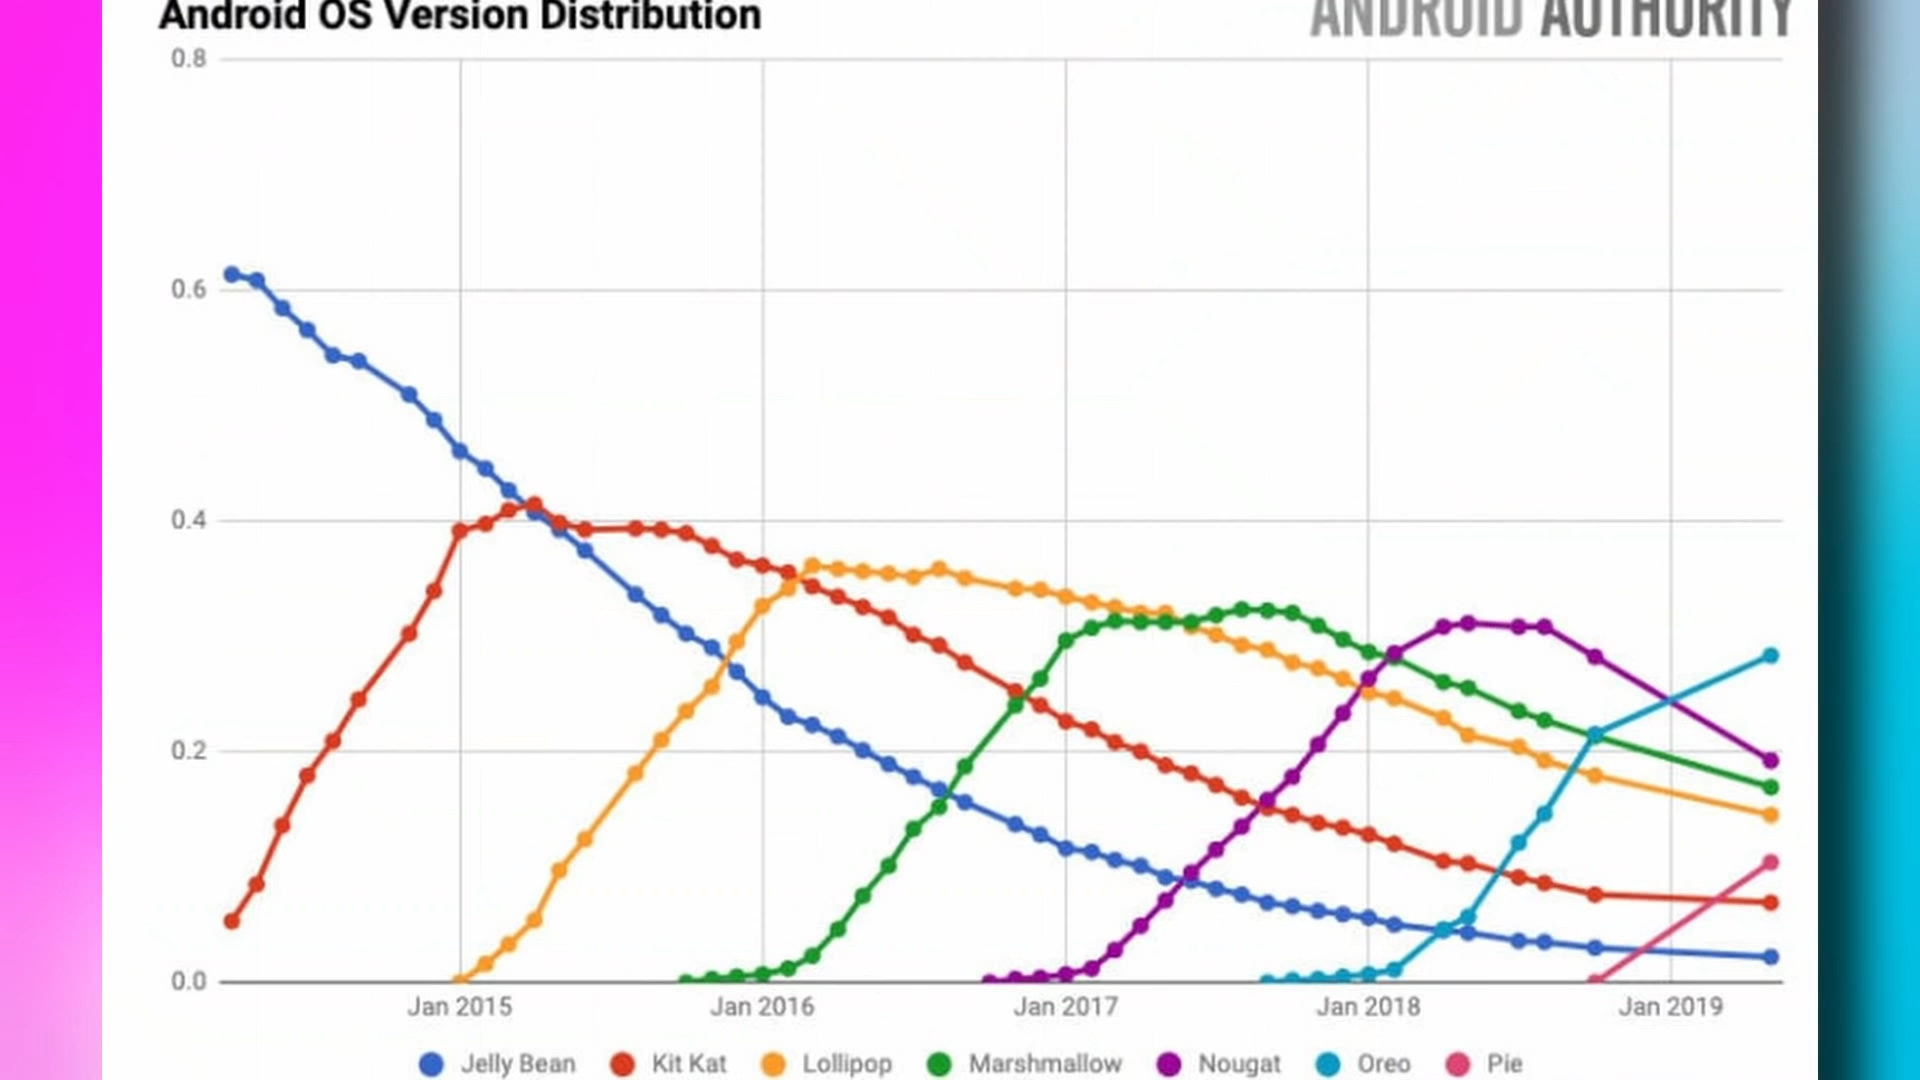 Android OS Version Distribution
ANDROID AUTHORITY
0.8
0.6
0.4
0.2
0.0
Jan 2015 Jan 2016 Jan 2017 Jan 2018 Jan 2019
Jelly Bean Kit Kat Lollipop Marshmallow Nougat Oreo Pie